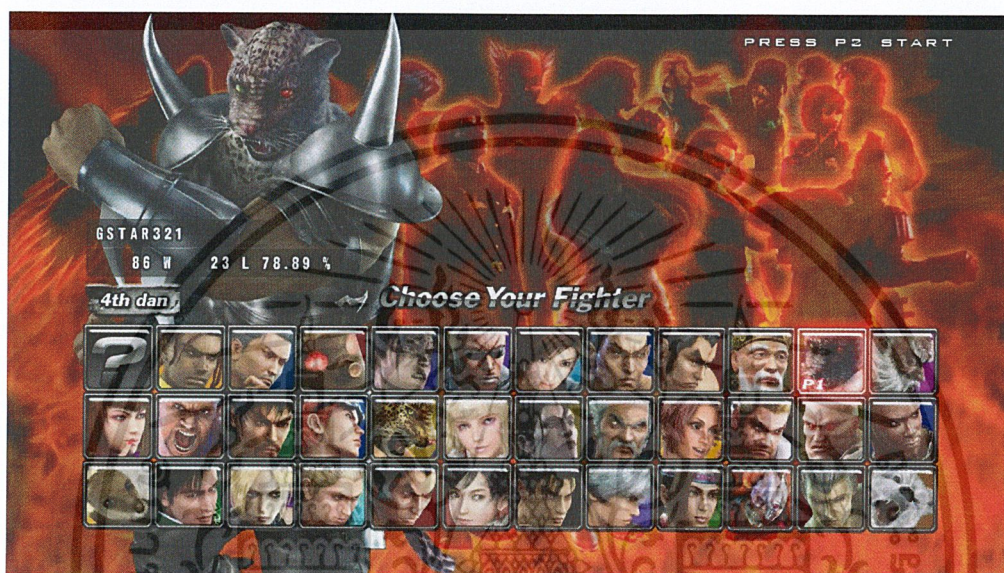 PRESS P2 START
GSTAR321
86 W 23 L 78.89 %
4th dan
Choose Your Fighter
?
P1